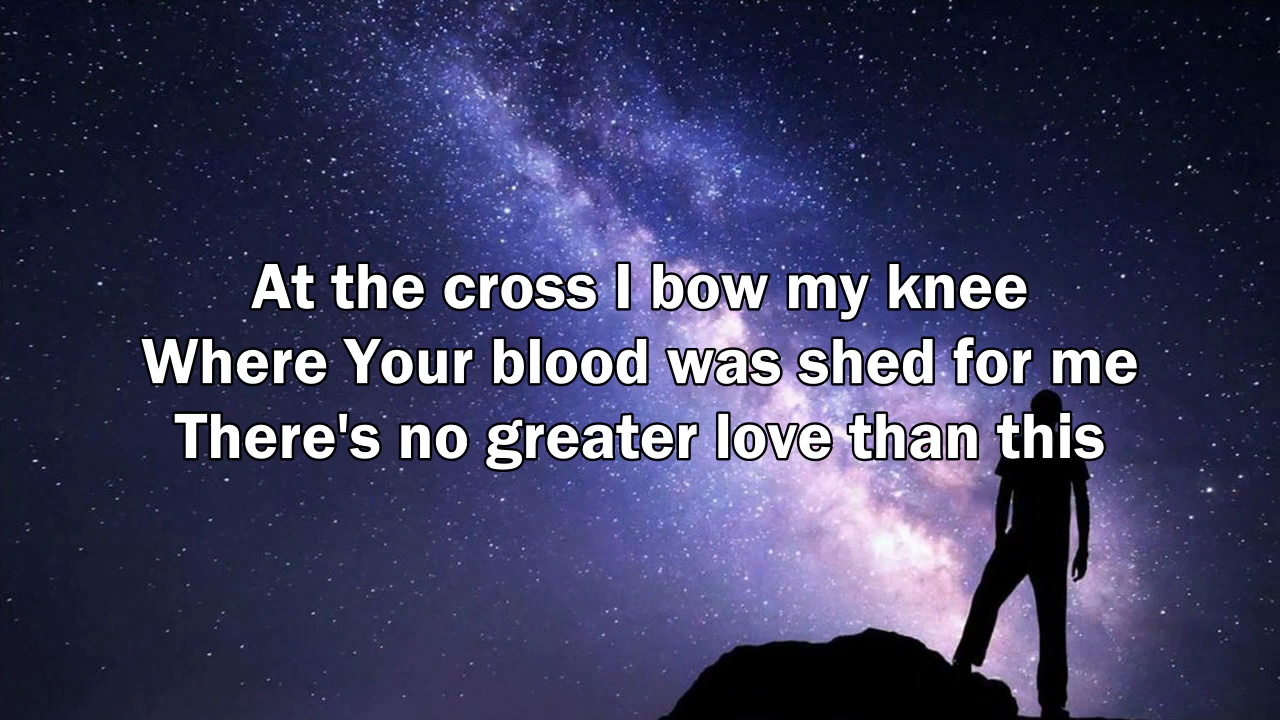 At the cross I bow my knee
Where Your blood was shed for me
There's no greater love than this